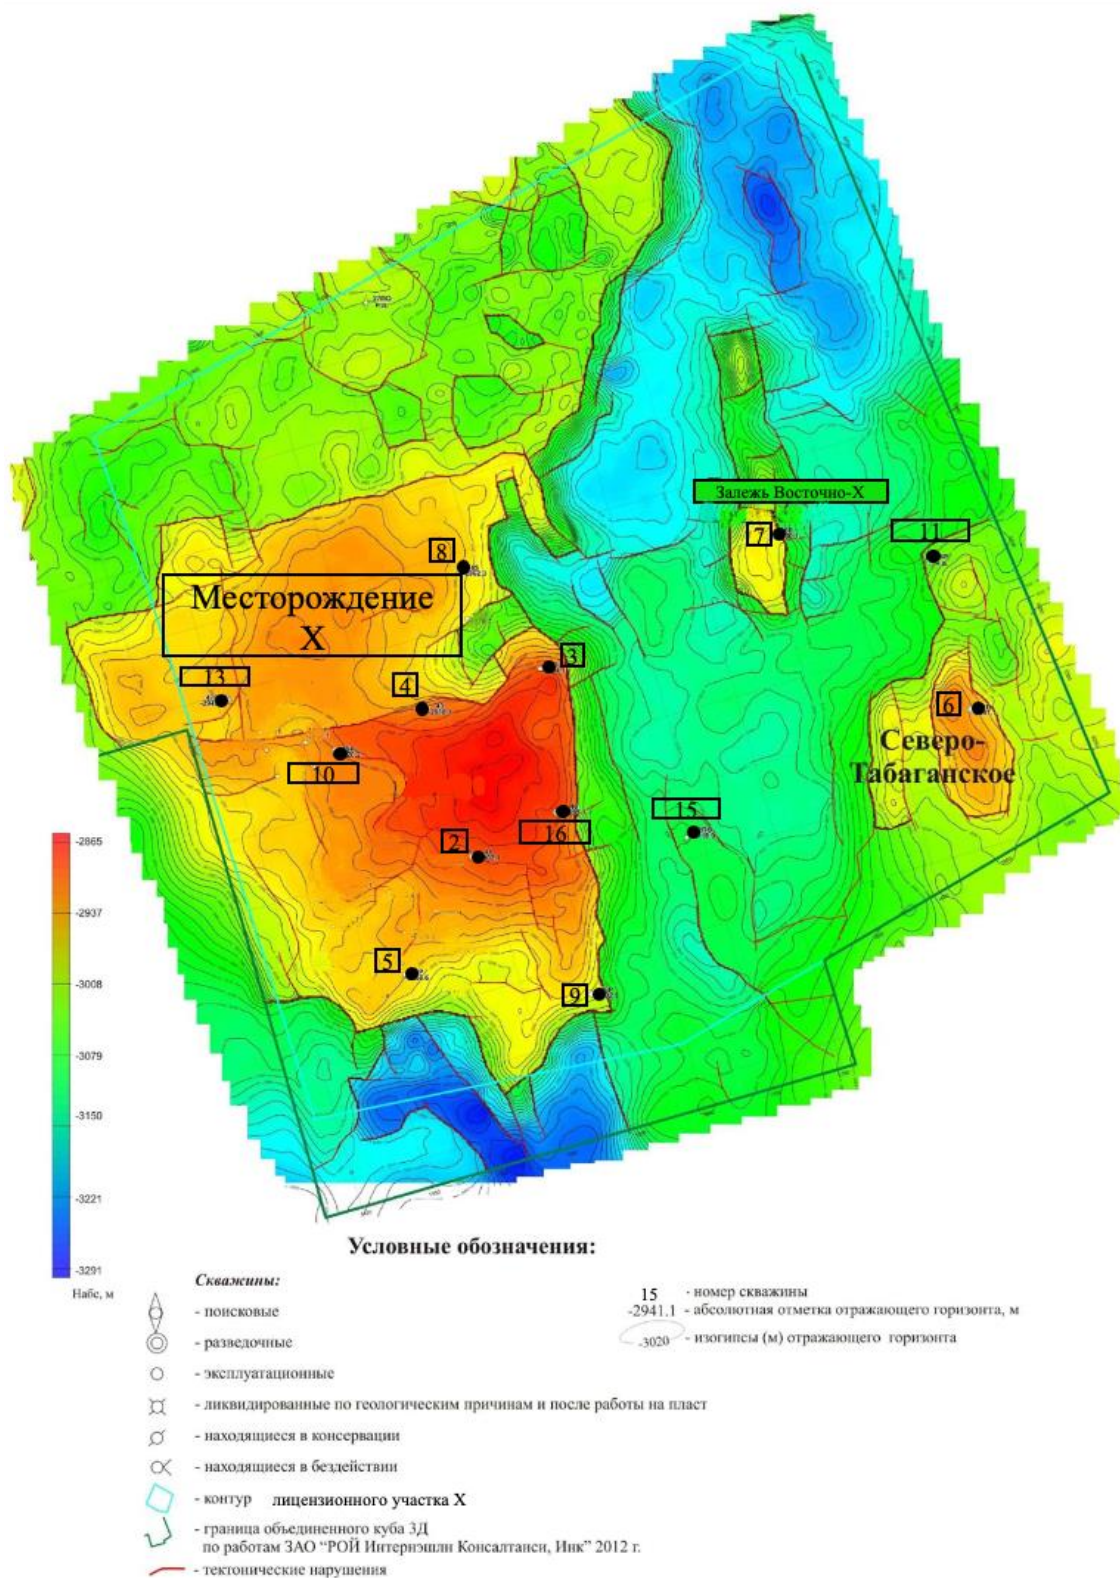 Залежь Восточно-Х
11
7
8
Месторождение
Х
3
13
4
6
Северо-
Табаганское
10
15
16
2
5
9
-2865
-2937
-3008
-3079
-3150
-3221
-3291
Набс, м
Условные обозначения:
Скважины:
- поисковые
- разведочные
- эксплуатационные
- ликвидированные по геологическим причинам и после работы на пласт
- находящиеся в консервации
- находящиеся в бездействии
- контур лицензионного участка Х
- граница объединенного куба 3Д
по работам ЗАО “РОЙ Интернэшнл Консалтанси, Инк” 2012 г.
- тектонические нарушения
15 - номер скважины
-2941.1 - абсолютная отметка отражающего горизонта, м
-3020 - изогипсы (м) отражающего горизонта